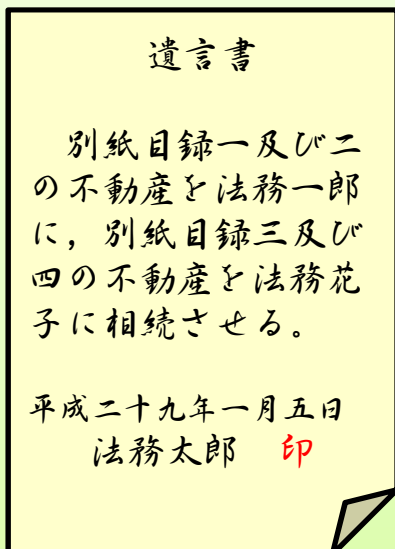 遺言書
　別紙目録一及び二
の不動産を法務一郎
に，別紙目録三及び
四の不動産を法務花
子に相続させる。
平成二十九年一月五日
法務太郎　印